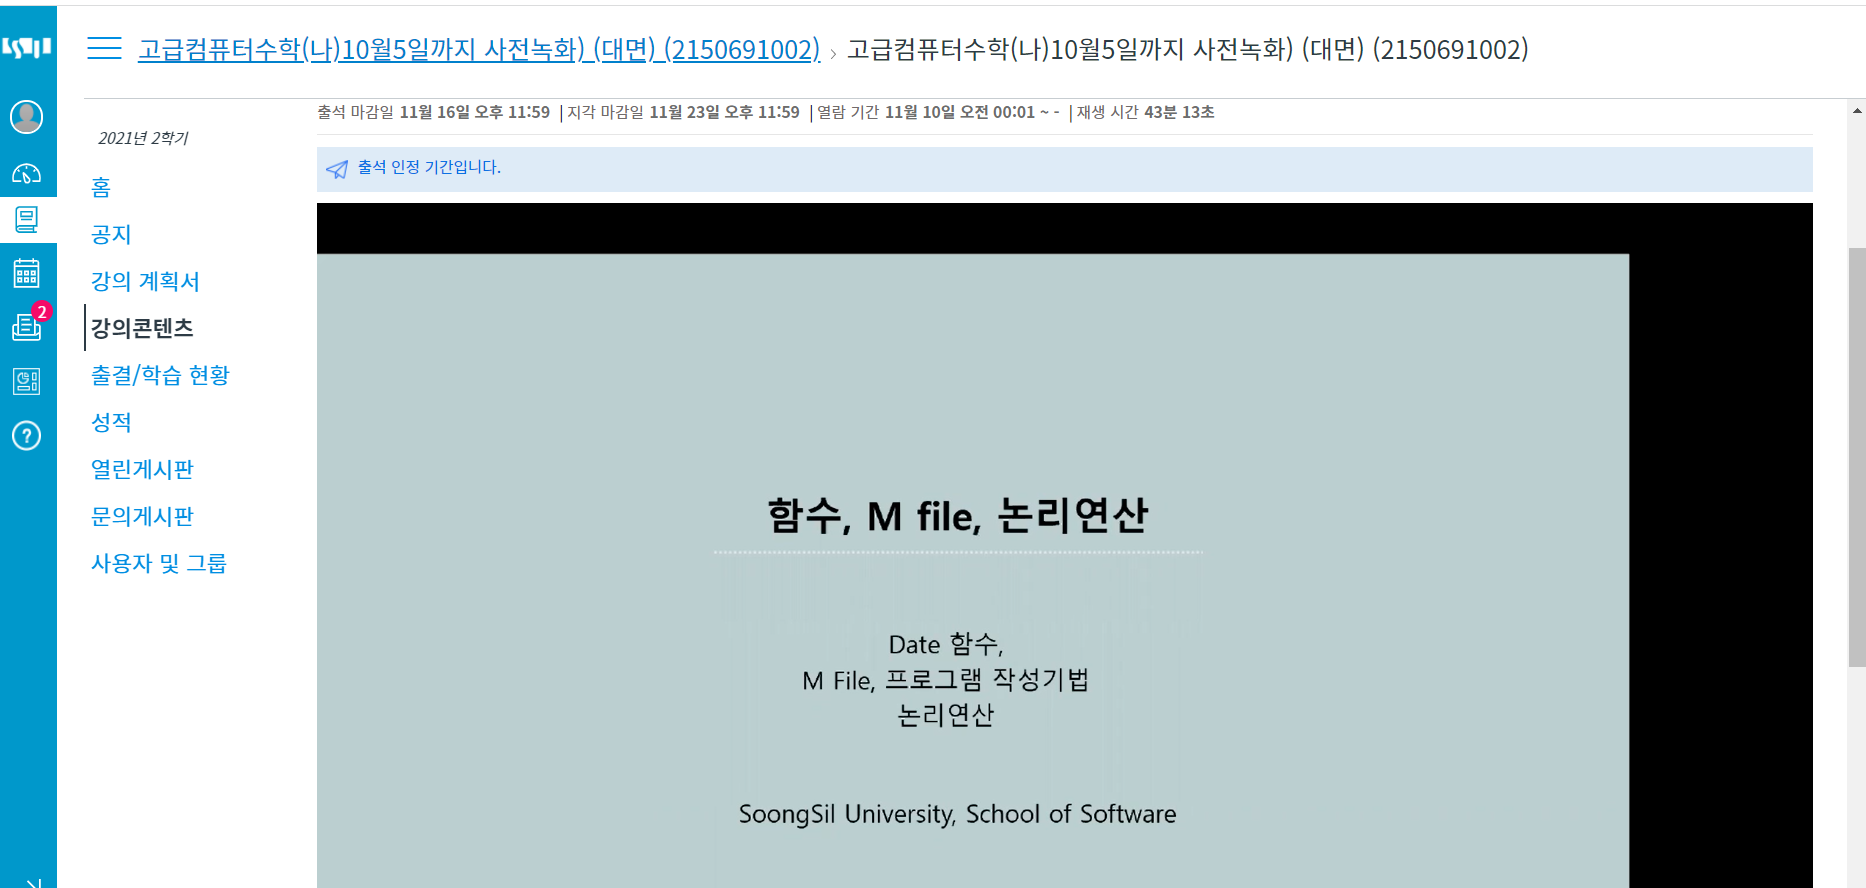 고급컴퓨터수학(나)10월5일까지 사전녹화) (대면) (2150691002) › 고급컴퓨터수학(나)10월5일까지 사전녹화) (대면) (2150691002)
출석 마감일 11월 16일 오후 11:59 | 지각 마감일 11월 23일 오후 11:59 | 열람 기간 11월 10일 오전 00:01 ~ - | 재생 시간 43분 13초
2021년 2학기
출석 인정 기간입니다.
홈
공지
강의 계획서
2
강의콘텐츠
출결/학습 현황
성적
?
열린게시판
문의게시판
사용자 및 그룹
함수, M file, 논리연산
Date 함수,
M File, 프로그램 작성기법
논리연산
SoongSil University, School of Software